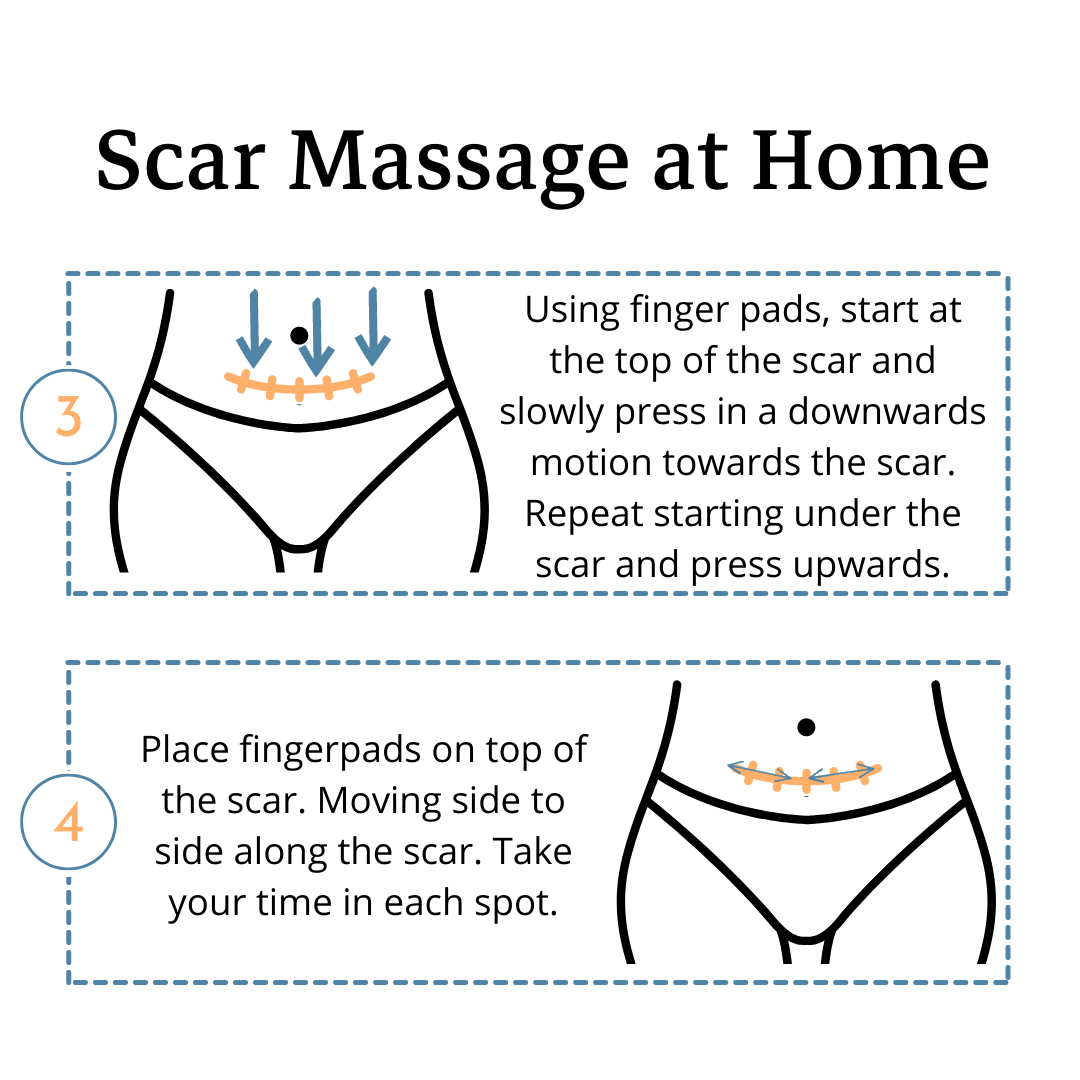 Scar Massage at Home
3
Using finger pads, start at
the top of the scar and
slowly press in a downwards
motion towards the scar.
Repeat starting under the
scar and press upwards.
4
Place fingerpads on top of
the scar. Moving side to
side along the scar. Take
your time in each spot.